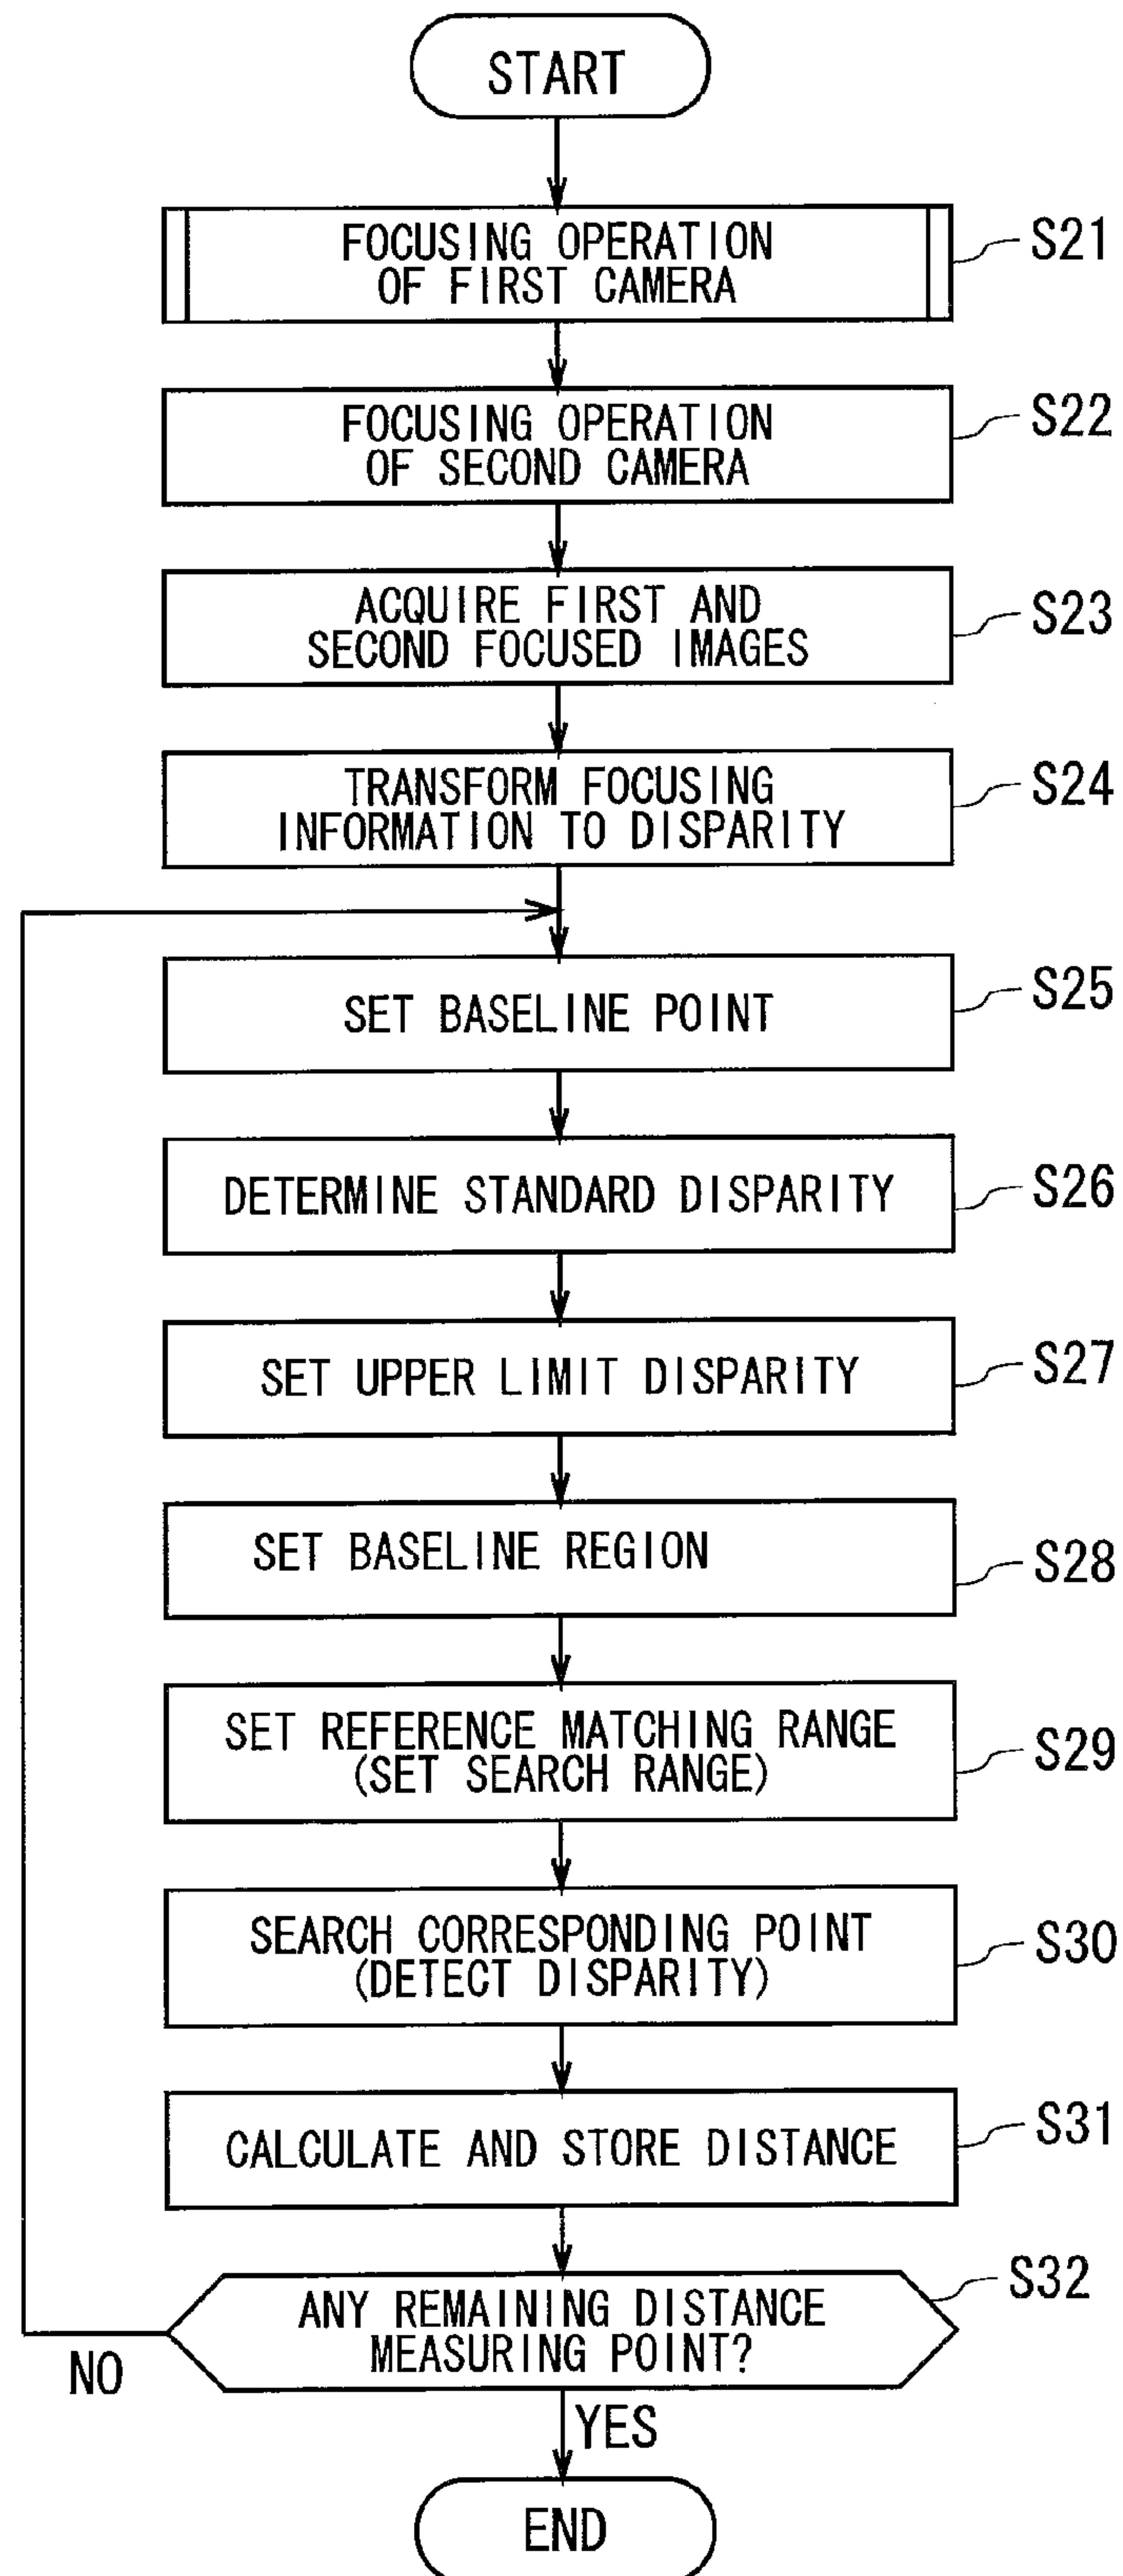 START
FOCUSING OPERATION
OF FIRST CAMERA
S21
FOCUSING OPERATION
OF SECOND CAMERA
S22
ACQUIRE FIRST AND
SECOND FOCUSED IMAGES
S23
TRANSFORM FOCUSING
INFORMATION TO DISPARITY
S24
SET BASELINE POINT
S25
DETERMINE STANDARD DISPARITY
S26
SET UPPER LIMIT DISPARITY
S27
SET BASELINE REGION
S28
SET REFERENCE MATCHING RANGE
(SET SEARCH RANGE)
S29
SEARCH CORRESPONDING POINT
(DETECT DISPARITY)
S30
CALCULATE AND STORE DISTANCE
S31
ANY REMAINING DISTANCE
MEASURING POINT?
S32
NO
YES
END